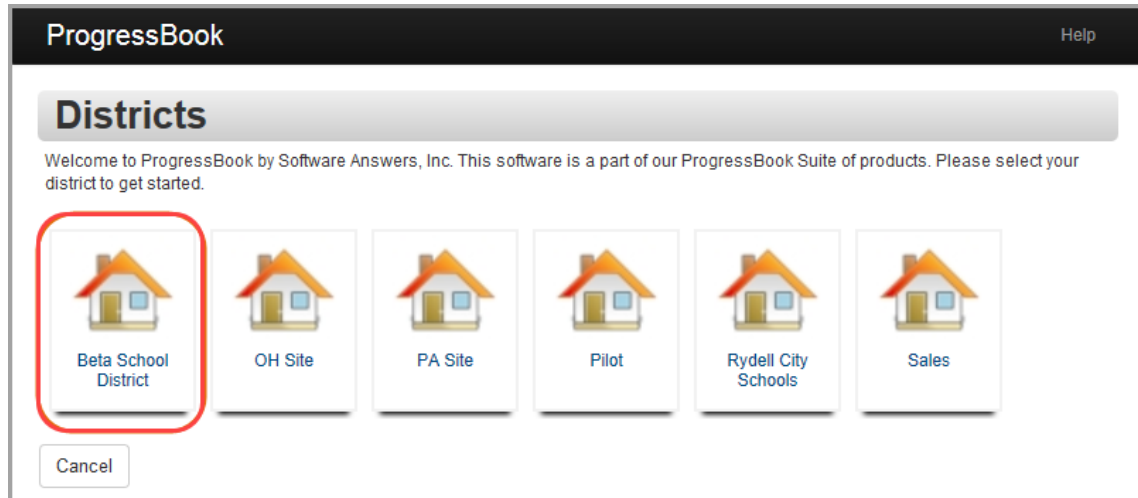 ProgressBook
Help
Districts
Welcome to ProgressBook by Software Answers, Inc. This software is a part of our ProgressBook Suite of products. Please select your
district to get started.
Beta School
District
OH Site
PA Site
Pilot
Rydell City
Schools
Sales
Cancel